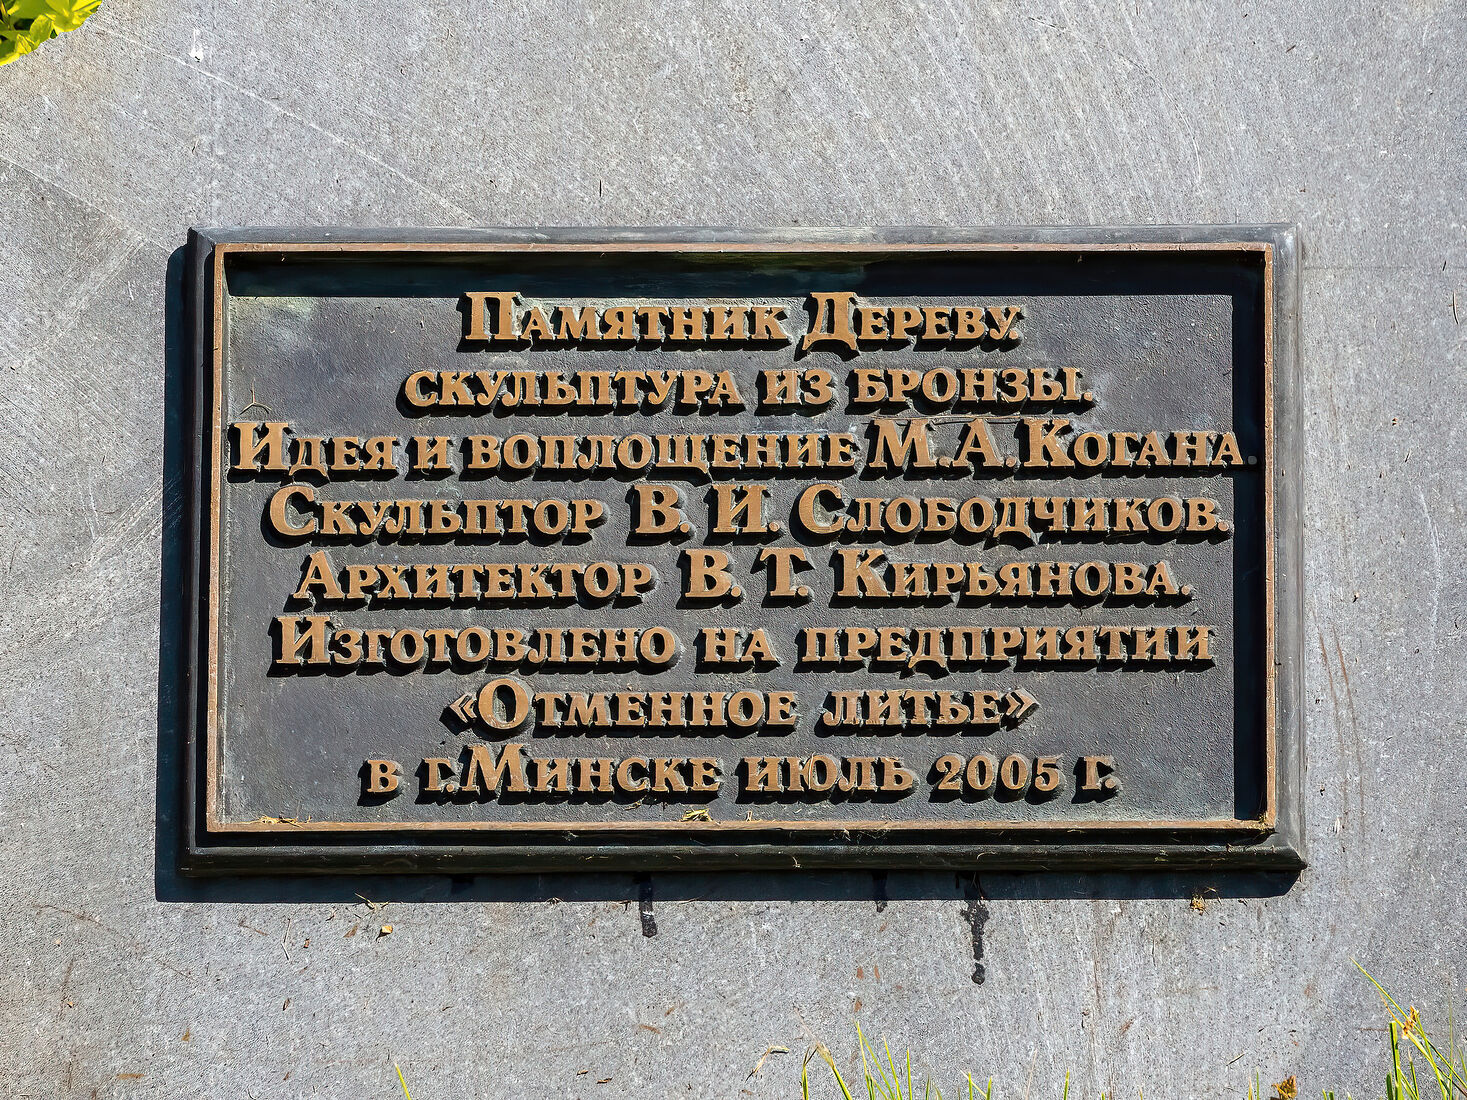 Памятник Дереву.
скульптура из бронзы.
Идея и воплощение М.А.Когана.
Скульптор В. И. Слободчиков.
Архитектор В. Т. Кирьянова.
Изготовлено на предприятии
«Отменное литье»
в г.Минске июль 2005 г.